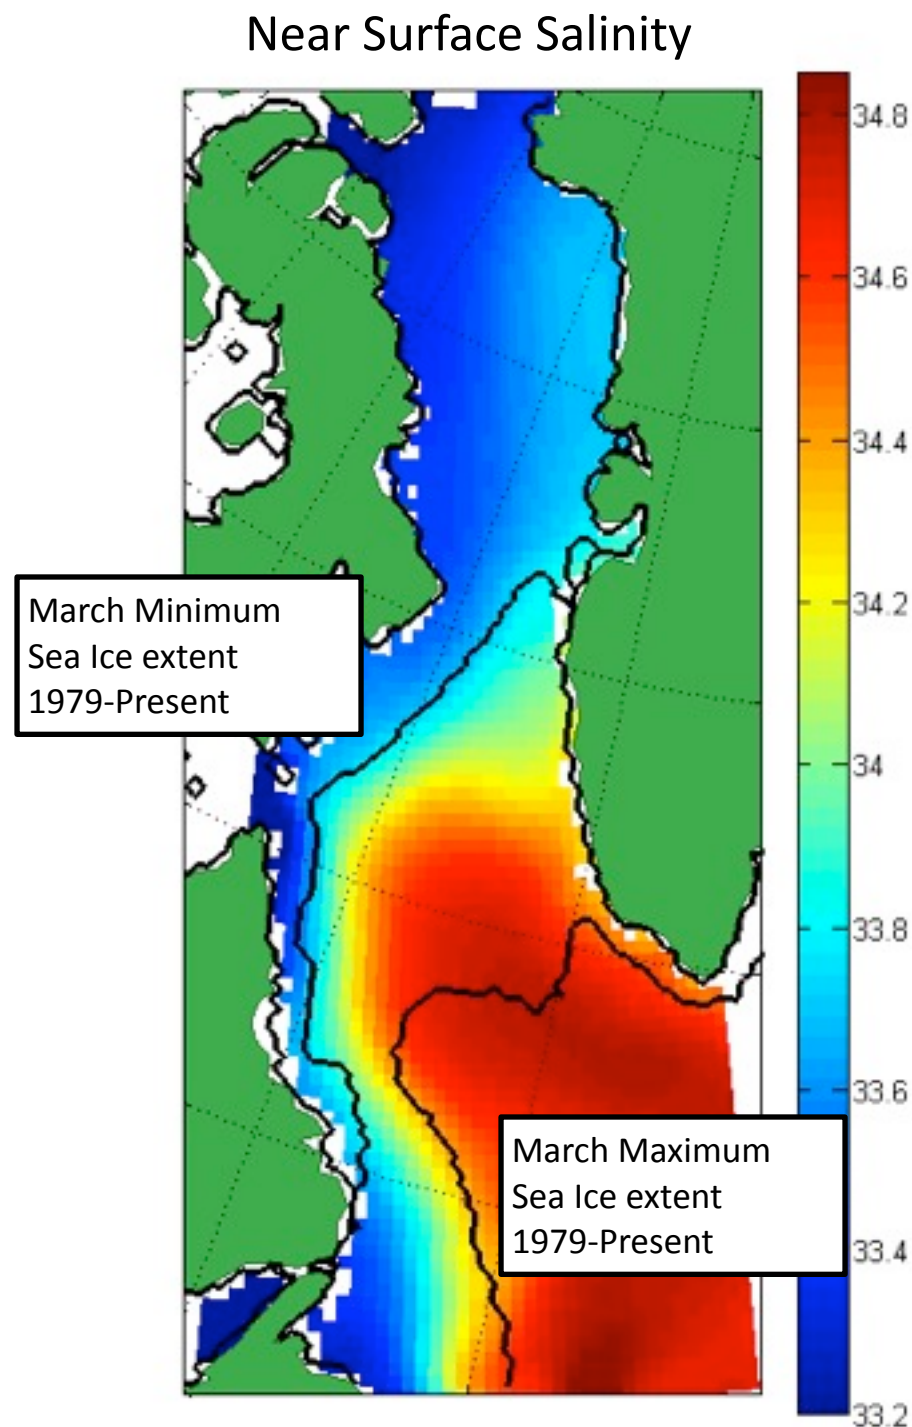 Near Surface Salinity
34.8
34.6
34.4
34.2
34
33.8
33.6
33.4
33.2
March Minimum
Sea Ice extent
1979-Present
March Maximum
Sea Ice extent
1979-Present